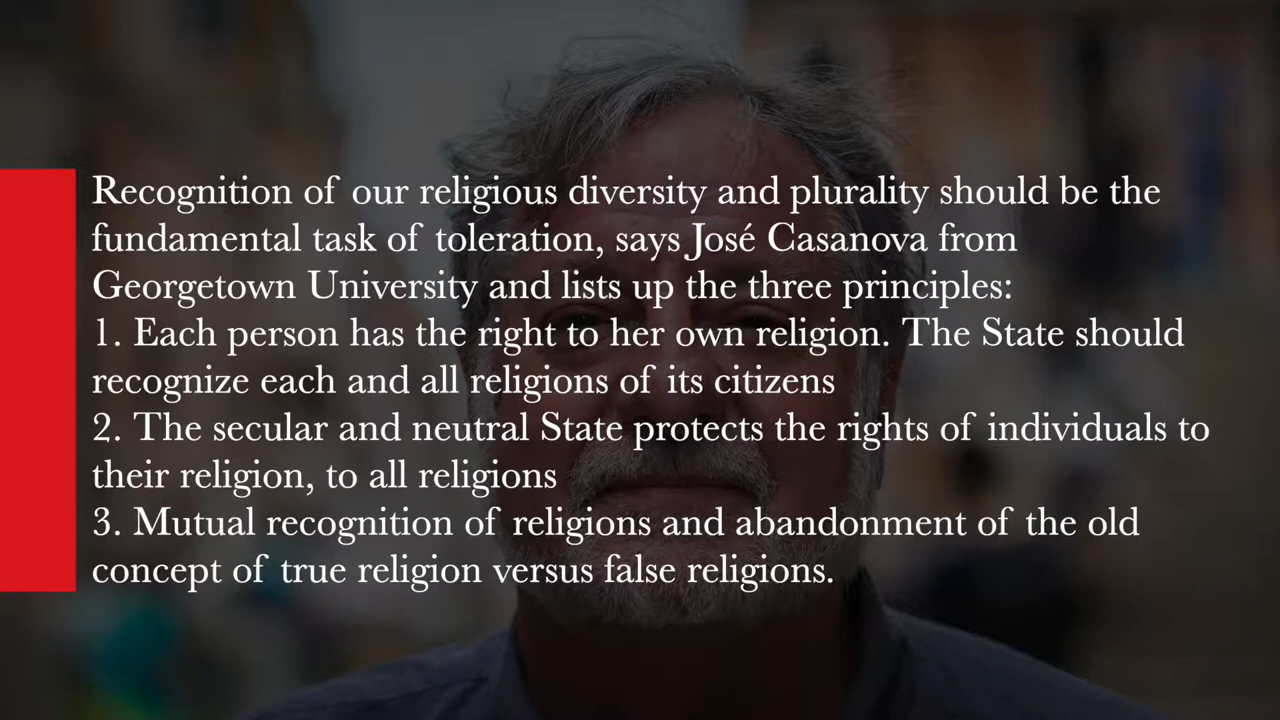 Recognition of our religious diversity and plurality should be the
fundamental task of toleration, says José Casanova from
Georgetown University and lists up the three principles:
1. Each person has the right to her own religion. The State should
recognize each and all religions of its citizens
2. The secular and neutral State protects the rights of individuals to
their religion, to all religions
3. Mutual recognition of religions and abandonment of the old
concept of true religion versus false religions.